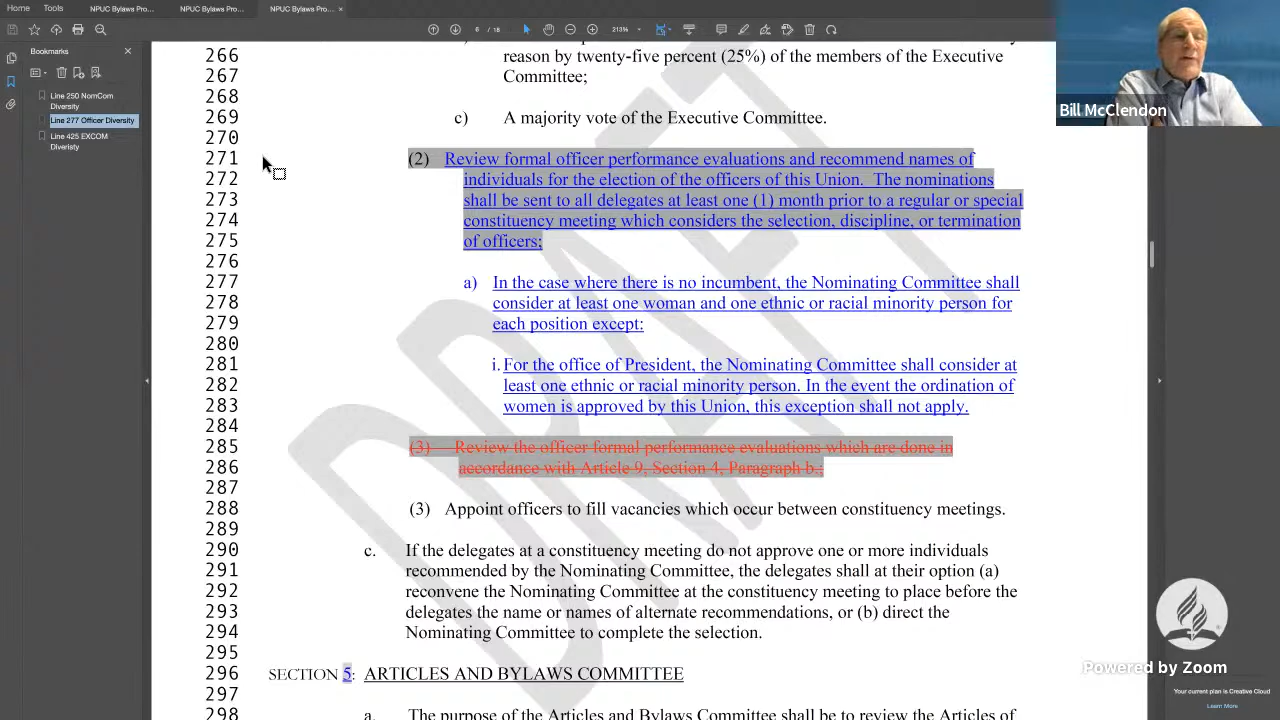 Home Tools NPUC Bylaws Pro... NPUC Bylaws Pro... NPUC Bylaws Pro... ×
6 / 18 213%
Bookmarks ×
Line 250 NomCom
Diversity
Line 277 Officer Diversity
Line 425 EXCOM
Diveristy
266 reason by twenty-five percent (25%) of the members of the Executive
267 Committee;
268
269 c) A majority vote of the Executive Committee.
270
271 (2) Review formal officer performance evaluations and recommend names of
272 individuals for the election of the officers of this Union. The nominations
273 shall be sent to all delegates at least one (1) month prior to a regular or special
274 constituency meeting which considers the selection, discipline, or termination
275 of officers;
276
277 a) In the case where there is no incumbent, the Nominating Committee shall
278 consider at least one woman and one ethnic or racial minority person for
279 each position except:
280
281 i. For the office of President, the Nominating Committee shall consider at
282 least one ethnic or racial minority person. In the event the ordination of
283 women is approved by this Union, this exception shall not apply.
284
285 (3) Review the officer formal performance evaluations which are done in
286 accordance with Article 9, Section 4, Paragraph b.;
287
288 (3) Appoint officers to fill vacancies which occur between constituency meetings.
289
290 c. If the delegates at a constituency meeting do not approve one or more individuals
291 recommended by the Nominating Committee, the delegates shall at their option (a)
292 reconvene the Nominating Committee at the constituency meeting to place before the
293 delegates the name or names of alternate recommendations, or (b) direct the
294 Nominating Committee to complete the selection.
295
296 SECTION 5: ARTICLES AND BYLAWS COMMITTEE
297
298 a. The purpose of Articles and Bylaws Committee shall be to review the Articles of
DRAFT
Bill McClendon
Powered by Zoom
Your current plan is Creative Cloud
Learn More